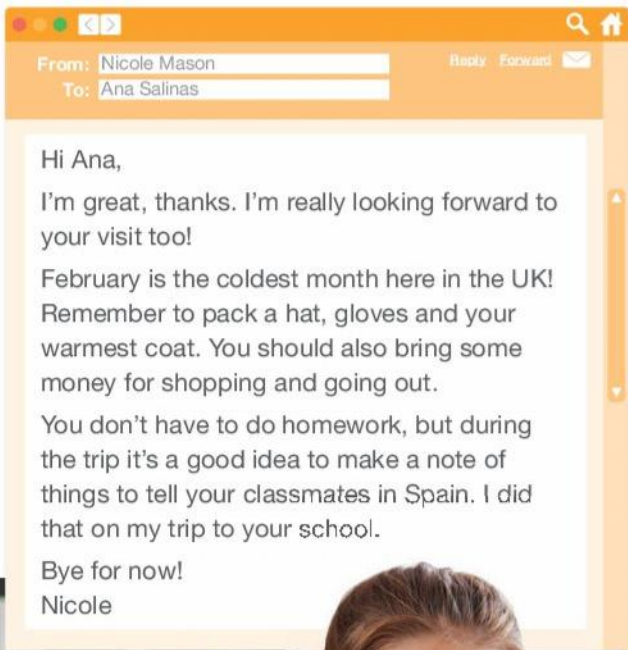 From: Nicole Mason
Reply Forward
To: Ana Salinas
Hi Ana,
I'm great, thanks. I'm really looking forward to
your visit too!
February is the coldest month here in the UK!
Remember to pack a hat, gloves and your
warmest coat. You should also bring some
money for shopping and going out.
You don't have to do homework, but during
the trip it's a good idea to make a note of
things to tell your classmates in Spain. I did
that on my trip to your school.
Bye for now!
Nicole